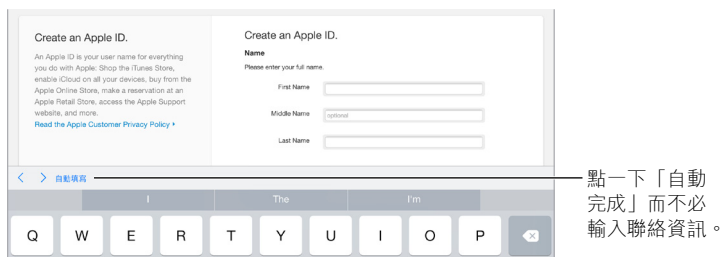 Create an Apple ID.
An Apple ID is your user name for everything
you do with Apple: Shop the iTunes Store,
enable iCloud on all your devices, buy from the
Apple Online Store, make a reservation at an
Apple Retail Store, access the Apple Support
website, and more.
Read the Apple Customer Privacy Policy
Create an Apple ID.
Name
Please enter your full name.
First Name
Middle Name
optional
Last Name
自動填寫
I
The
I'm
Q W E R T Y U I O P
點一下「自動
完成」而不必
輸入聯絡資訊。